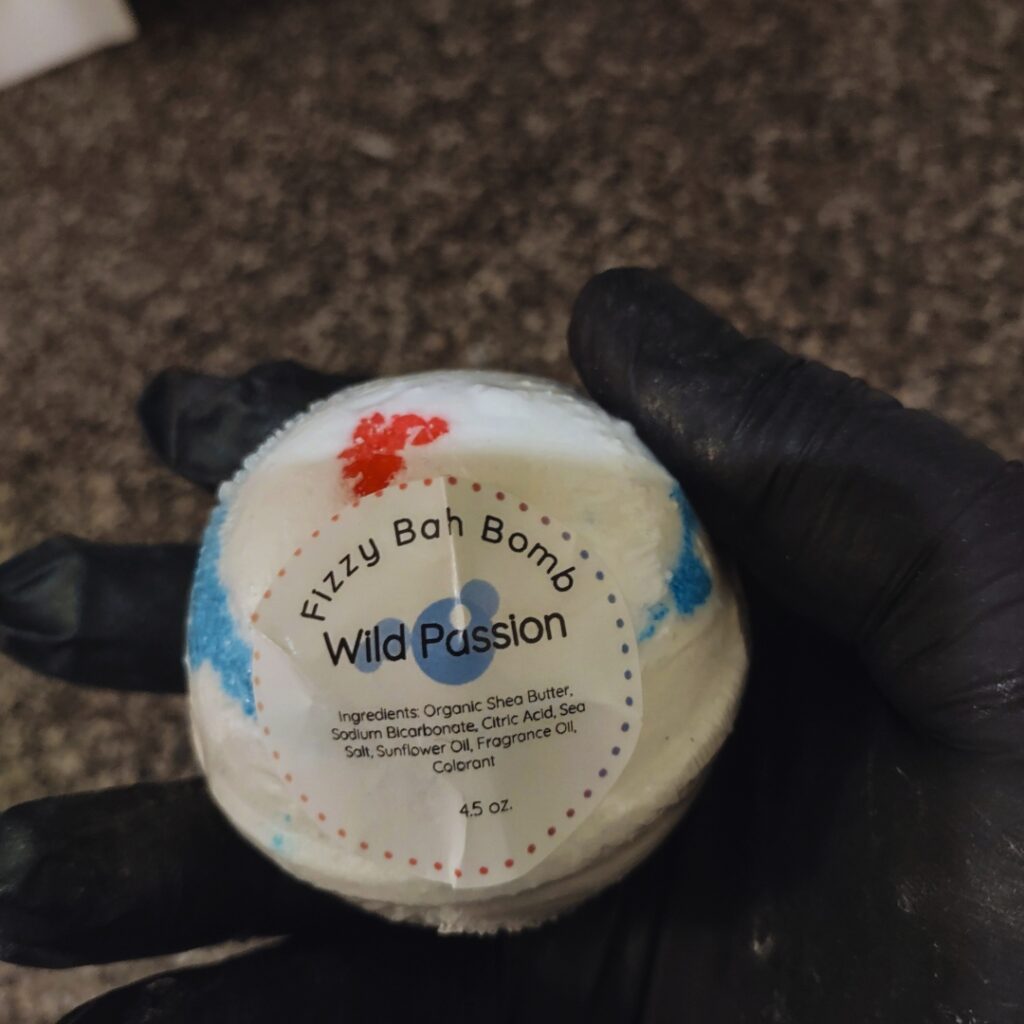 Fizzy Bah Bomb
Wild Passion
Ingredients: Organic Shea Butter,
Sodium Bicarbonate, Citric Acid, Sea
Salt, Sunflower Oil, Fragrance Oil,
Colorant
4.5 oz.